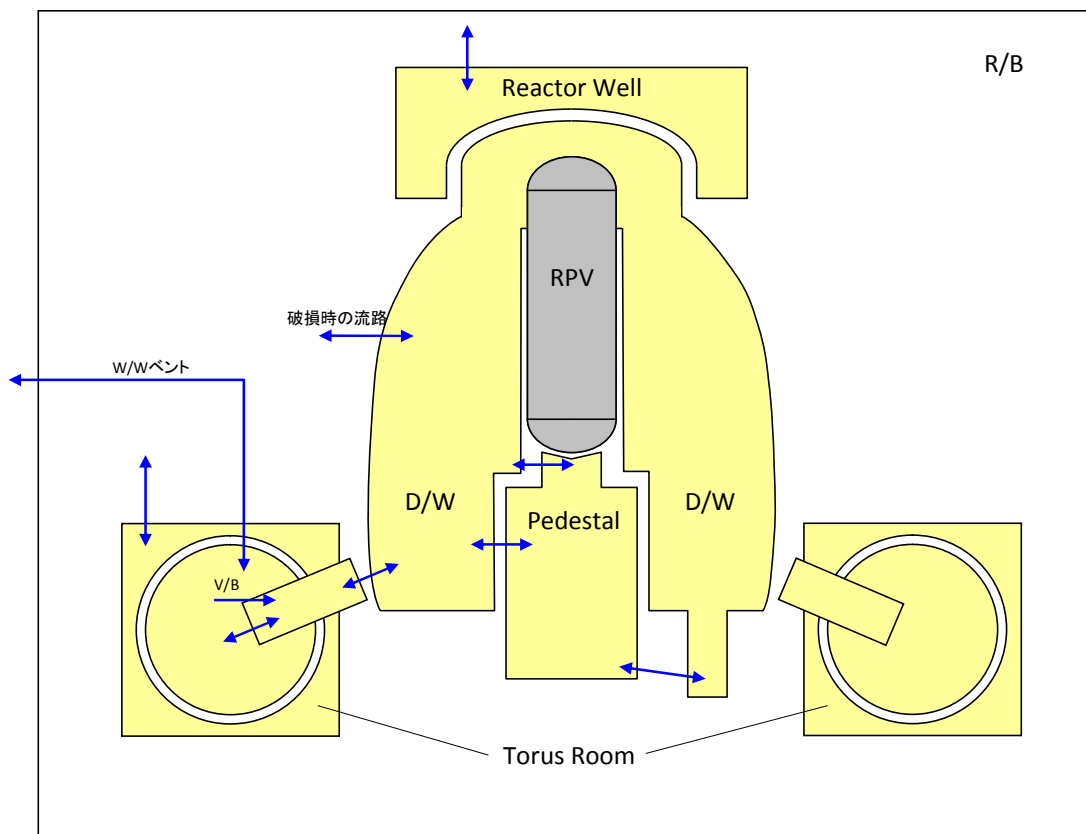 R/B
Reactor Well
RPV
破損時の流路
W/Wベント
D/W
D/W
Pedestal
V/B
Torus Room